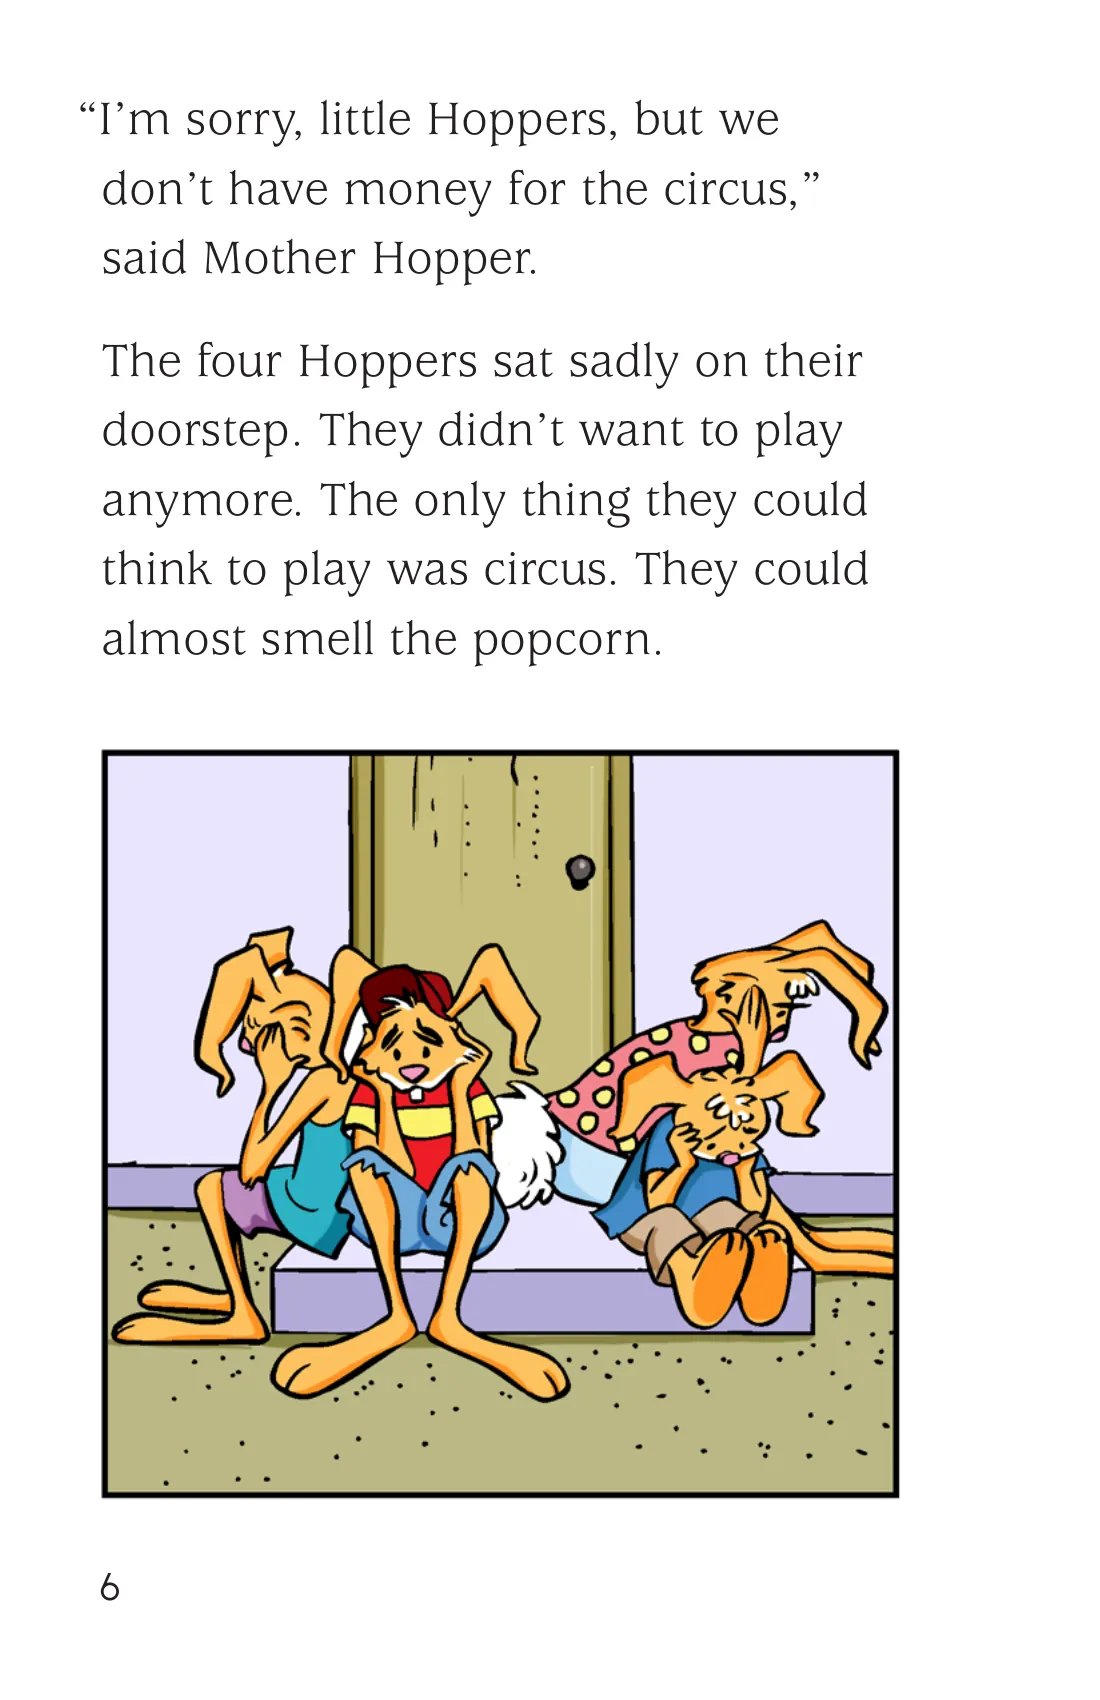 “I’m sorry, little Hoppers, but we
don’t have money for the circus,”
said Mother Hopper.
The four Hoppers sat sadly on their
doorstep. They didn’t want to play
anymore. The only thing they could
think to play was circus. They could
almost smell the popcorn.
6